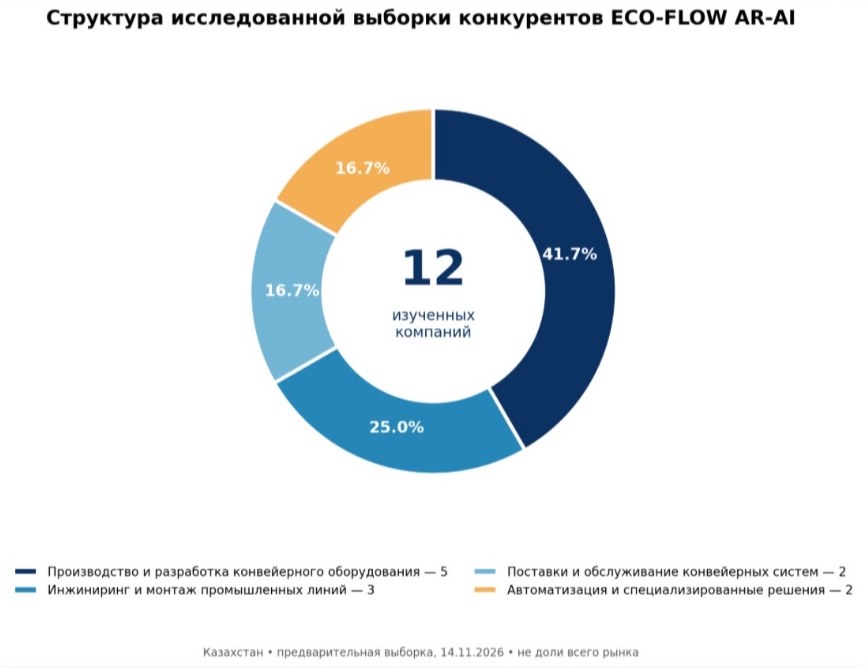 Структура исследованной выборки конкурентов ECO-FLOW AR-AI
16.7%
41.7%
16.7%
25.0%
12
изученных
компаний
Производство и разработка конвейерного оборудования — 5
Инжиниринг и монтаж промышленных линий — 3
Поставки и обслуживание конвейерных систем — 2
Автоматизация и специализированные решения — 2
Казахстан • предварительная выборка, 14.11.2026 • не доли всего рынка